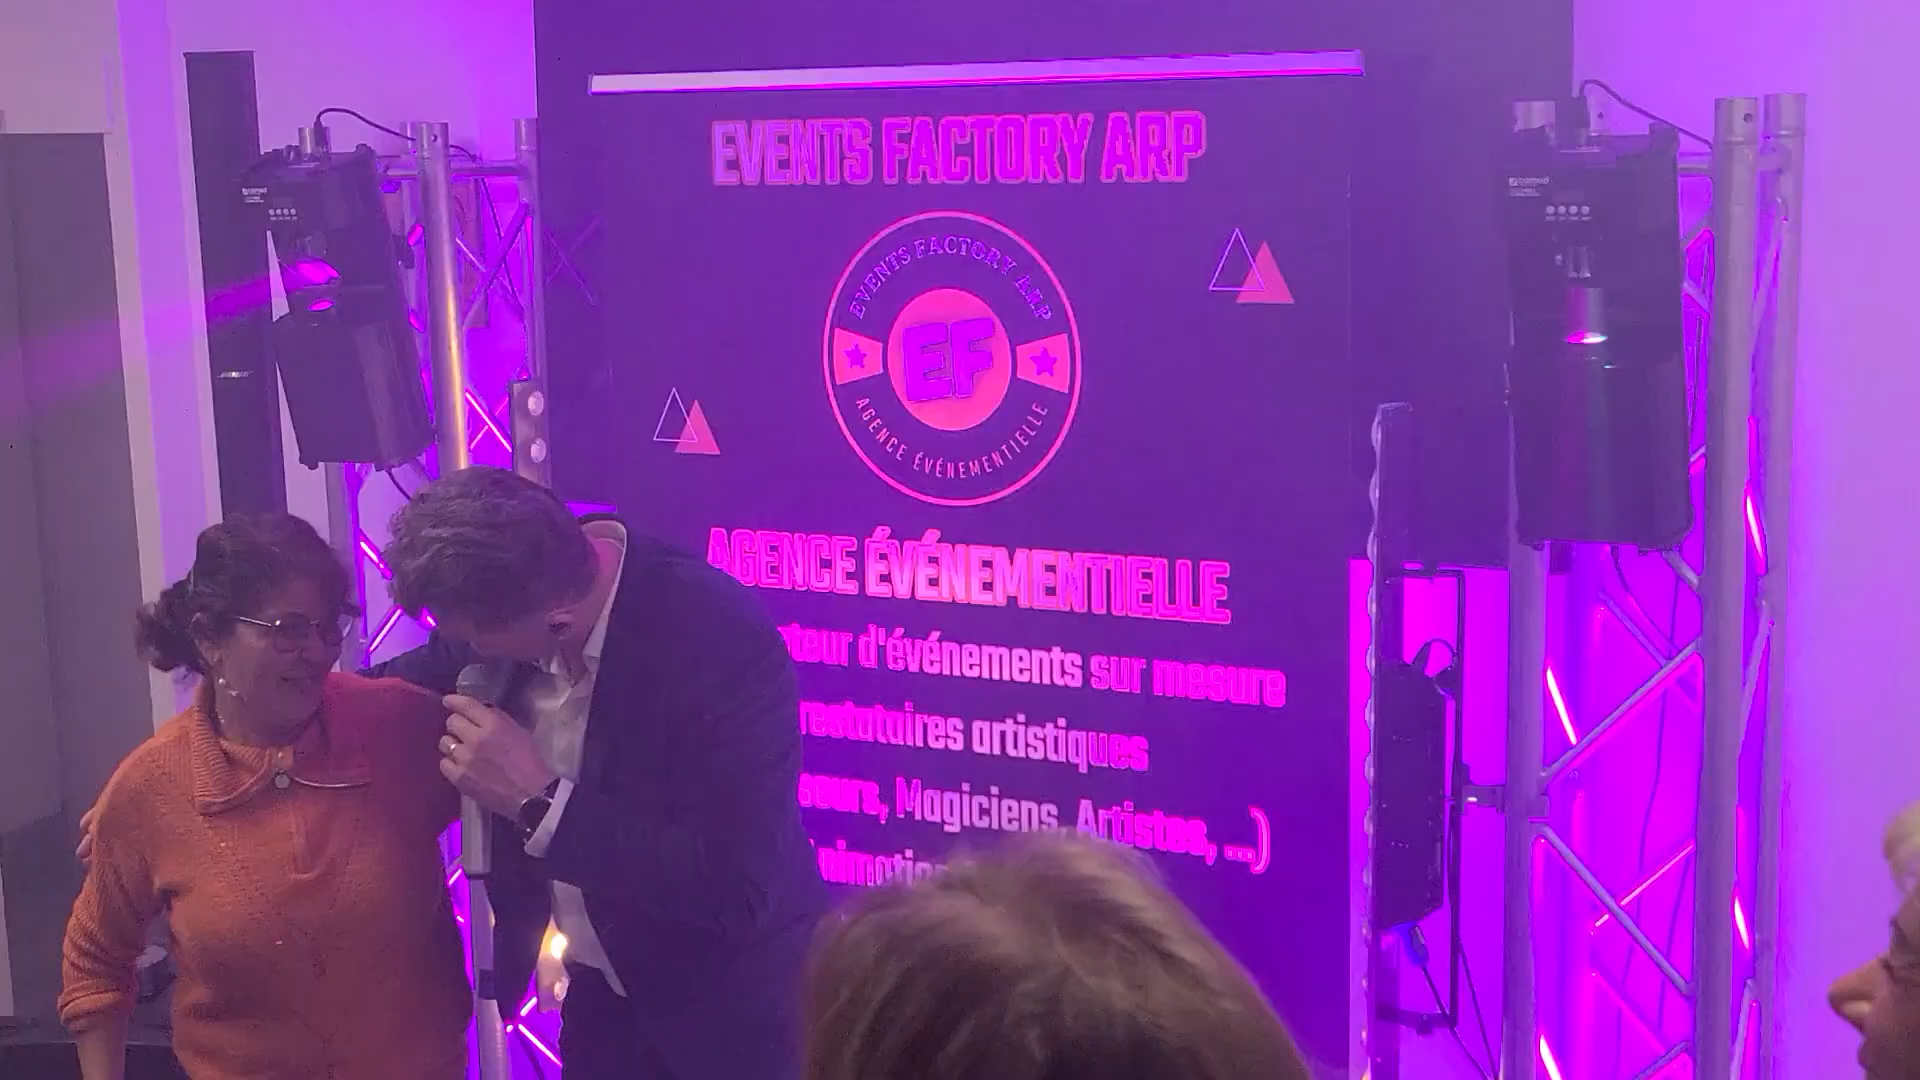 EVENTS FACTORY ARP
EVENTS FACTORY ARP
EF
AGENCE ÉVÉNEMENTIELLE
AGENCE ÉVÉNEMENTIELLE
d'événements sur mesure
artistiques
Magiciens, Artistes, ...)